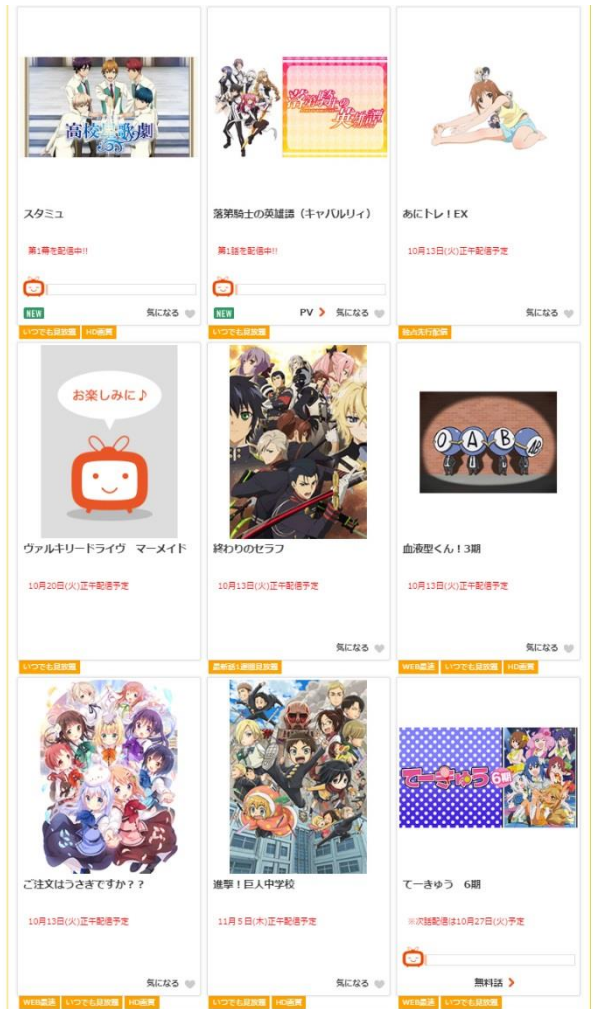 高校星歌劇
落第騎士の英雄譚
スタミュ
落第騎士の英雄譚（キャバルリィ）
あにトレ！EX
第1幕を配信中!!
第1話を配信中!!
10月13日(火)正午配信予定
NEW
気になる
NEW
PV
気になる
気になる
いつでも見放題
HD画質
いつでも見放題
独占先行配信
お楽しみに♪
O
A
B
AB
ヴァルキリードライヴ　マーメイド
終わりのセラフ
血液型くん！3期
10月20日(火)正午配信予定
10月13日(火)正午配信予定
10月13日(火)正午配信予定
気になる
気になる
いつでも見放題
最新話1週間見放題
WEB最速
いつでも見放題
HD画質
てーきゅう
6期
ご注文はうさぎですか？？
進撃！巨人中学校
てーきゅう　6期
10月13日(火)正午配信予定
11月5日(木)正午配信予定
※次話配信は10月27日(火)予定
気になる
気になる
無料話
WEB最速
いつでも見放題
HD画質
いつでも見放題
HD画質
WEB最速
いつでも見放題